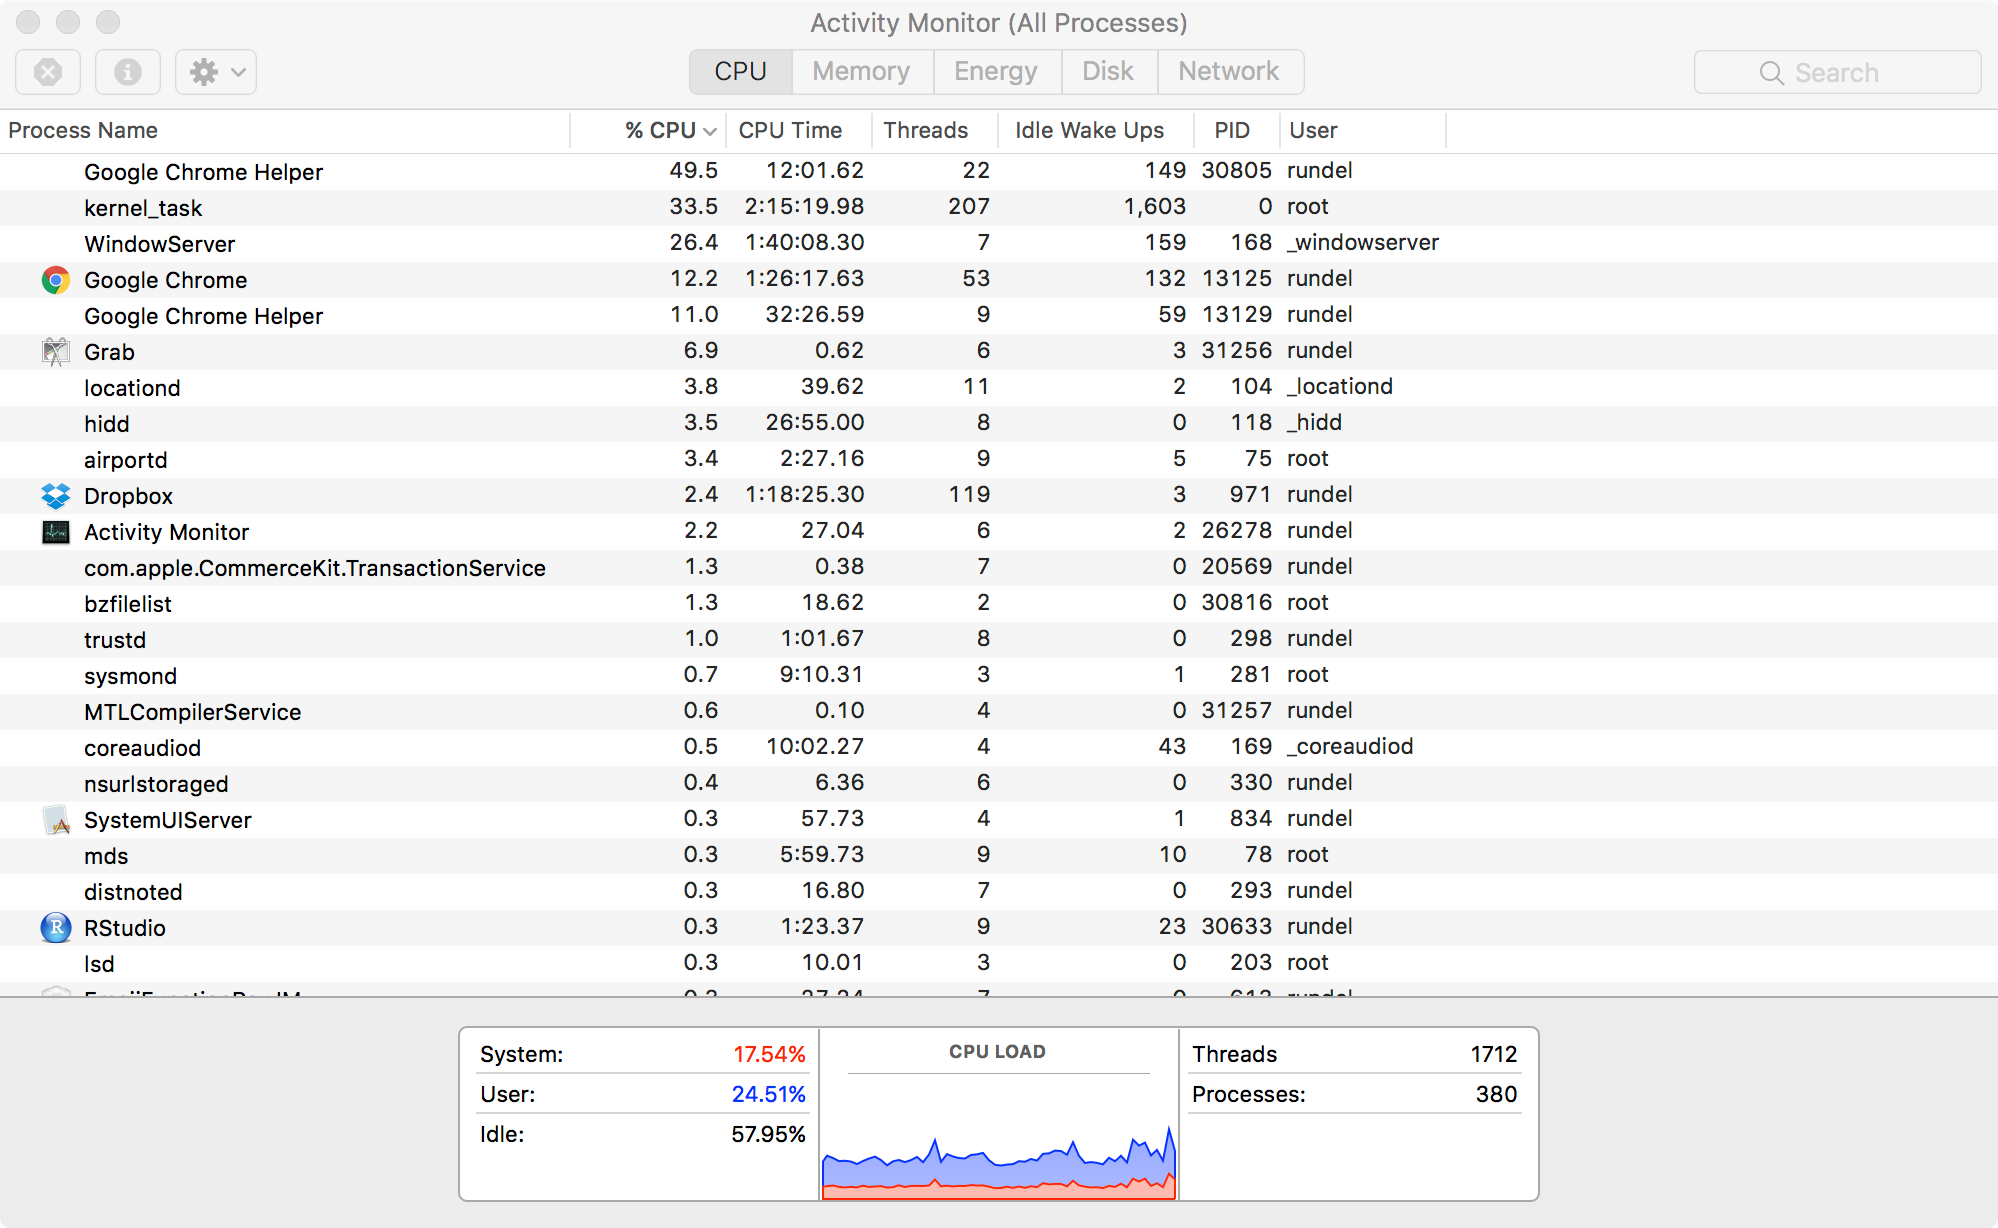 Activity Monitor (All Processes)
CPU Memory Energy Disk Network Search
Process Name % CPU CPU Time Threads Idle Wake Ups PID User
Google Chrome Helper 49.5 12:01.62 22 149 30805 rundel
kernel_task 33.5 2:15:19.98 207 1,603 0 root
WindowServer 26.4 1:40:08.30 7 159 168 _windowserver
Google Chrome 12.2 1:26:17.63 53 132 13125 rundel
Google Chrome Helper 11.0 32:26.59 9 59 13129 rundel
Grab 6.9 0.62 6 3 31256 rundel
locationd 3.8 39.62 11 2 104 _locationd
hidd 3.5 26:55.00 8 0 118 _hidd
airportd 3.4 2:27.16 9 5 75 root
Dropbox 2.4 1:18:25.30 119 3 971 rundel
Activity Monitor 2.2 27.04 6 2 26278 rundel
com.apple.CommerceKit.TransactionService 1.3 0.38 7 0 20569 rundel
bzfilelist 1.3 18.62 2 0 30816 root
trustd 1.0 1:01.67 8 0 298 rundel
sysmond 0.7 9:10.31 3 1 281 root
MTLCompilerService 0.6 0.10 4 0 31257 rundel
coreaudiod 0.5 10:02.27 4 43 169 _coreaudiod
nsurlstoraged 0.4 6.36 6 0 330 rundel
SystemUIServer 0.3 57.73 4 1 834 rundel
mds 0.3 5:59.73 9 10 78 root
distnoted 0.3 16.80 7 0 293 rundel
RStudio 0.3 1:23.37 9 23 30633 rundel
lsd 0.3 10.01 3 0 203 root
System: 17.54%
User: 24.51%
Idle: 57.95%
CPU LOAD
Threads 1712
Processes: 380